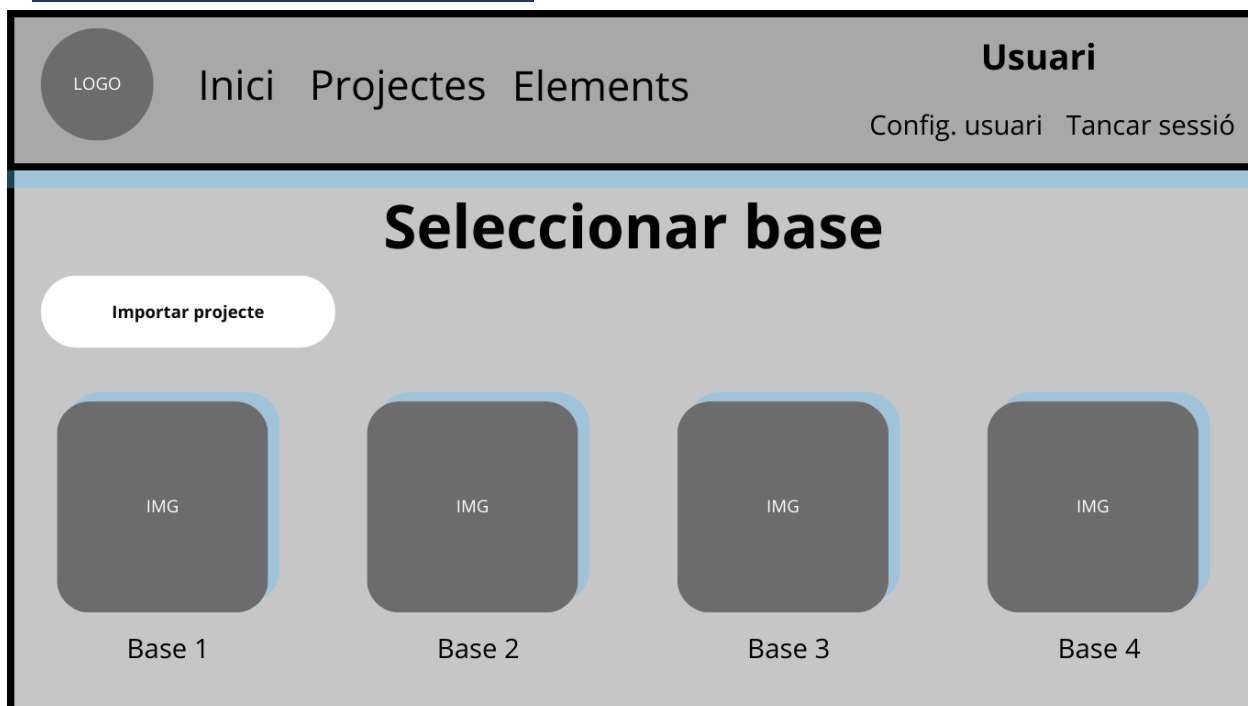 LOGO
Inici Projectes Elements
Usuari
Config. usuari Tancar sessió
Seleccionar base
Importar projecte
IMG IMG IMG IMG
Base 1 Base 2 Base 3 Base 4